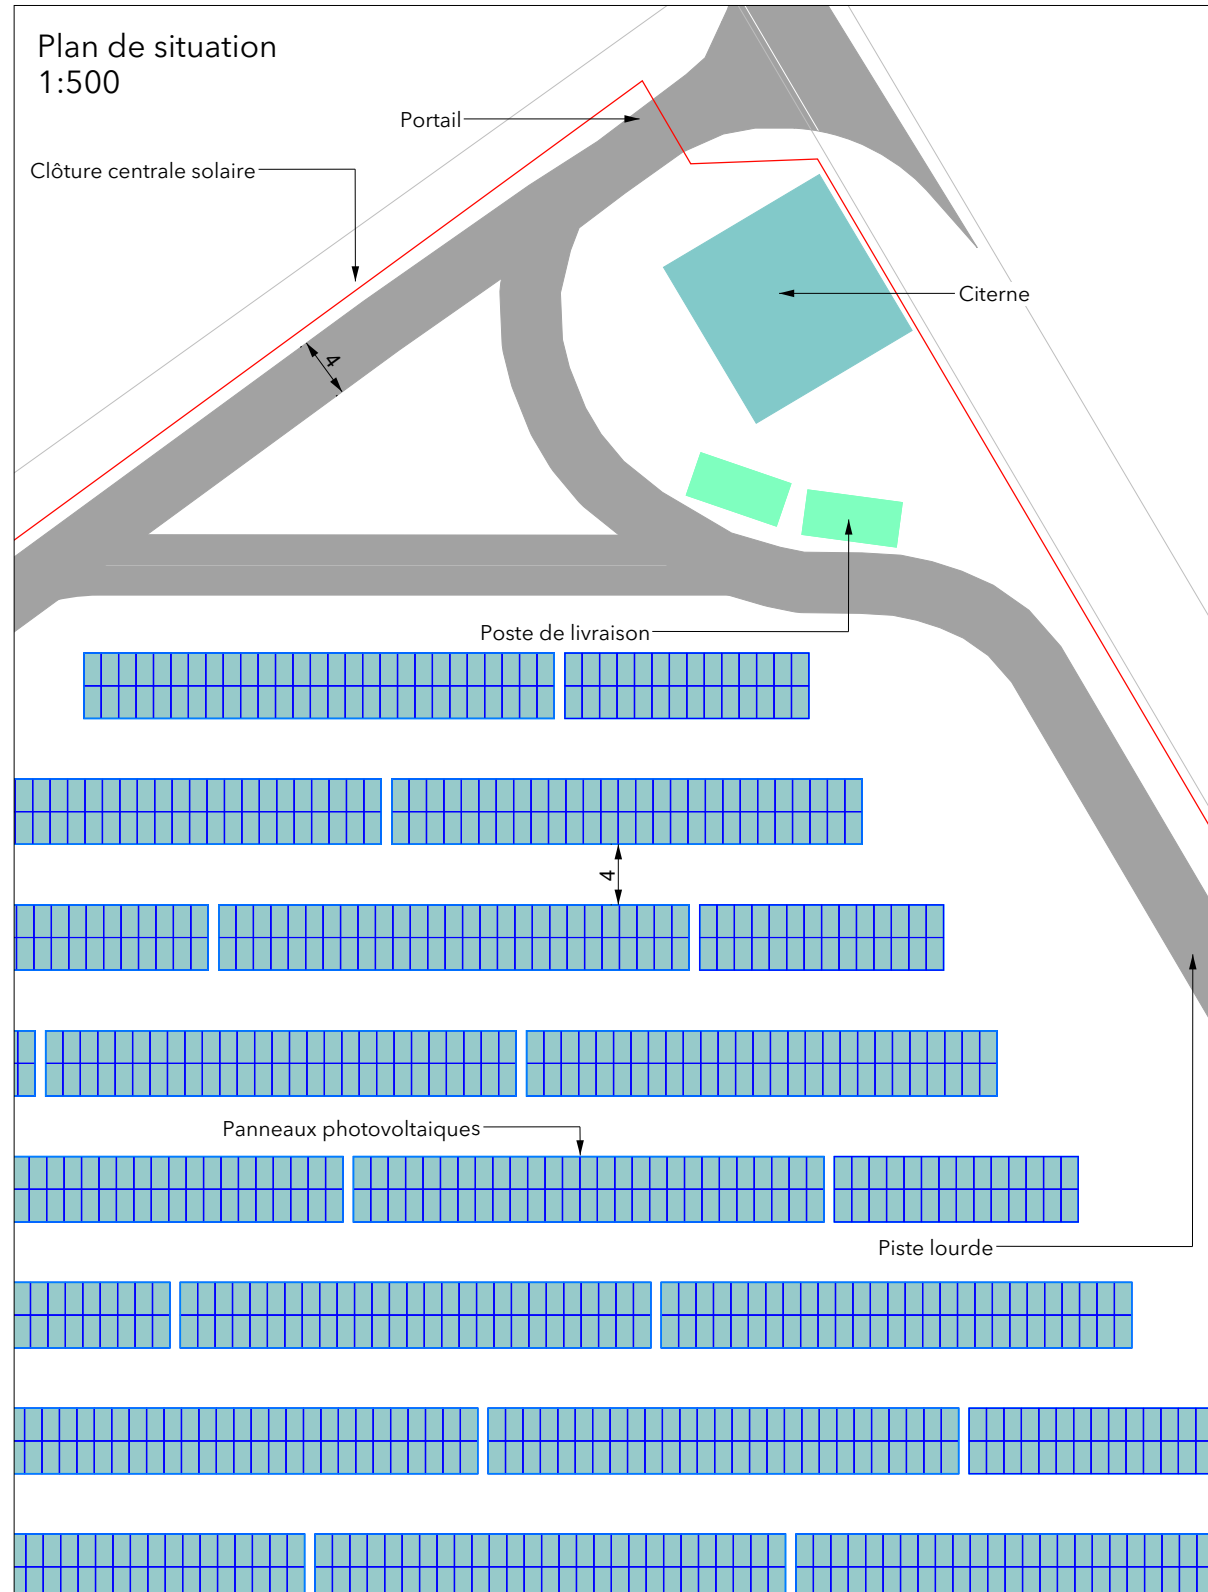 Plan de situation
1:500
Portail
Clôture centrale solaire
Citerne
4
Poste de livraison
4
Panneaux photovoltaiques
Piste lourde